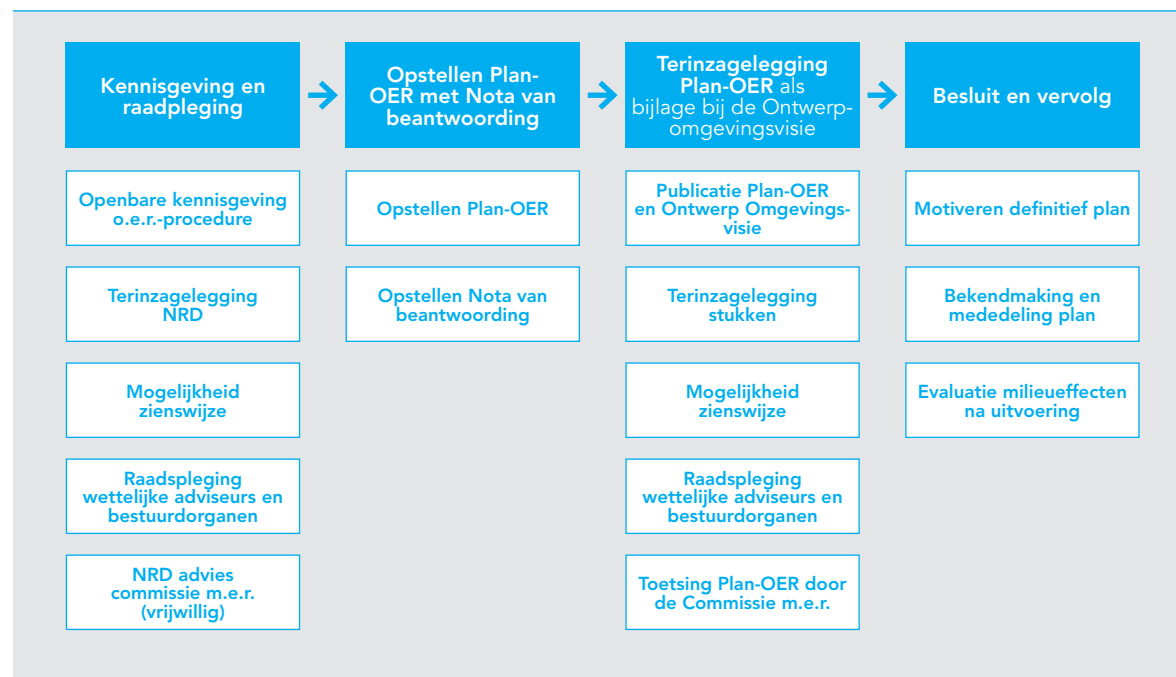 Kennisgeving en
raadpleging
Opstellen Plan-
OER met Nota van
beantwoording
Terinzagelegging
Plan-OER als
bijlage bij de Ontwerp-
omgevingsvisie
Besluit en vervolg
Openbare kennisgeving
o.e.r.-procedure
Terinzagelegging
NRD
Mogelijkheid
zienswijze
Raadspleging
wettelijke adviseurs en
bestuurdorganen
NRD advies
commissie m.e.r.
(vrijwillig)
Opstellen Plan-OER
Opstellen Nota van
beantwoording
Publicatie Plan-OER
en Ontwerp Omgevings-
visie
Terinzagelegging
stukken
Mogelijkheid
zienswijze
Raadspleging
wettelijke adviseurs en
bestuurdorganen
Toetsing Plan-OER door
de Commissie m.e.r.
Motiveren definitief plan
Bekendmaking en
mededeling plan
Evaluatie milieueffecten
na uitvoering